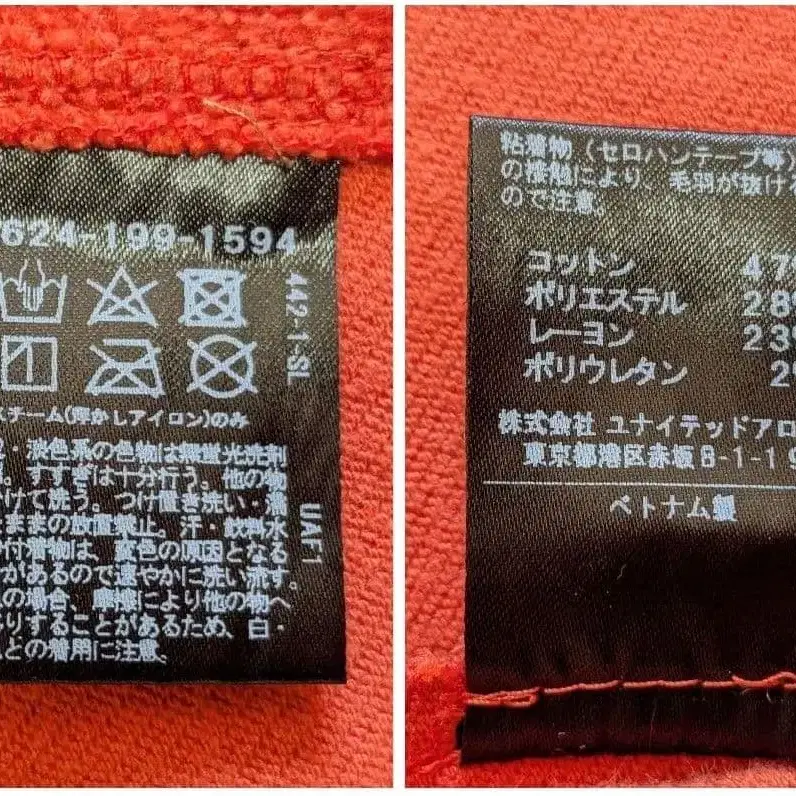 624-199-1594
442-1-SL
スチーム(浮かしアイロン)のみ
・淡色系の色物は無蛍光洗剤
。すすぎは十分行う。他の物
けて洗う。つけ置き洗い・濡
ままの放置禁止。汗・飲料水
付着物は、変色の原因となる
があるので速やかに洗い流す。
の場合、摩擦により他の物へ
りすることがあるため、白・
との着用に注意。
UAF1
粘着物(セロハンテープ等)
の接触により、毛羽が抜ける
ので注意。
コットン 47%
ポリエステル 28%
レーヨン 23%
ポリウレタン 2%
株式会社 ユナイテッドアロ
東京都港区赤坂8-1-19
ベトナム製